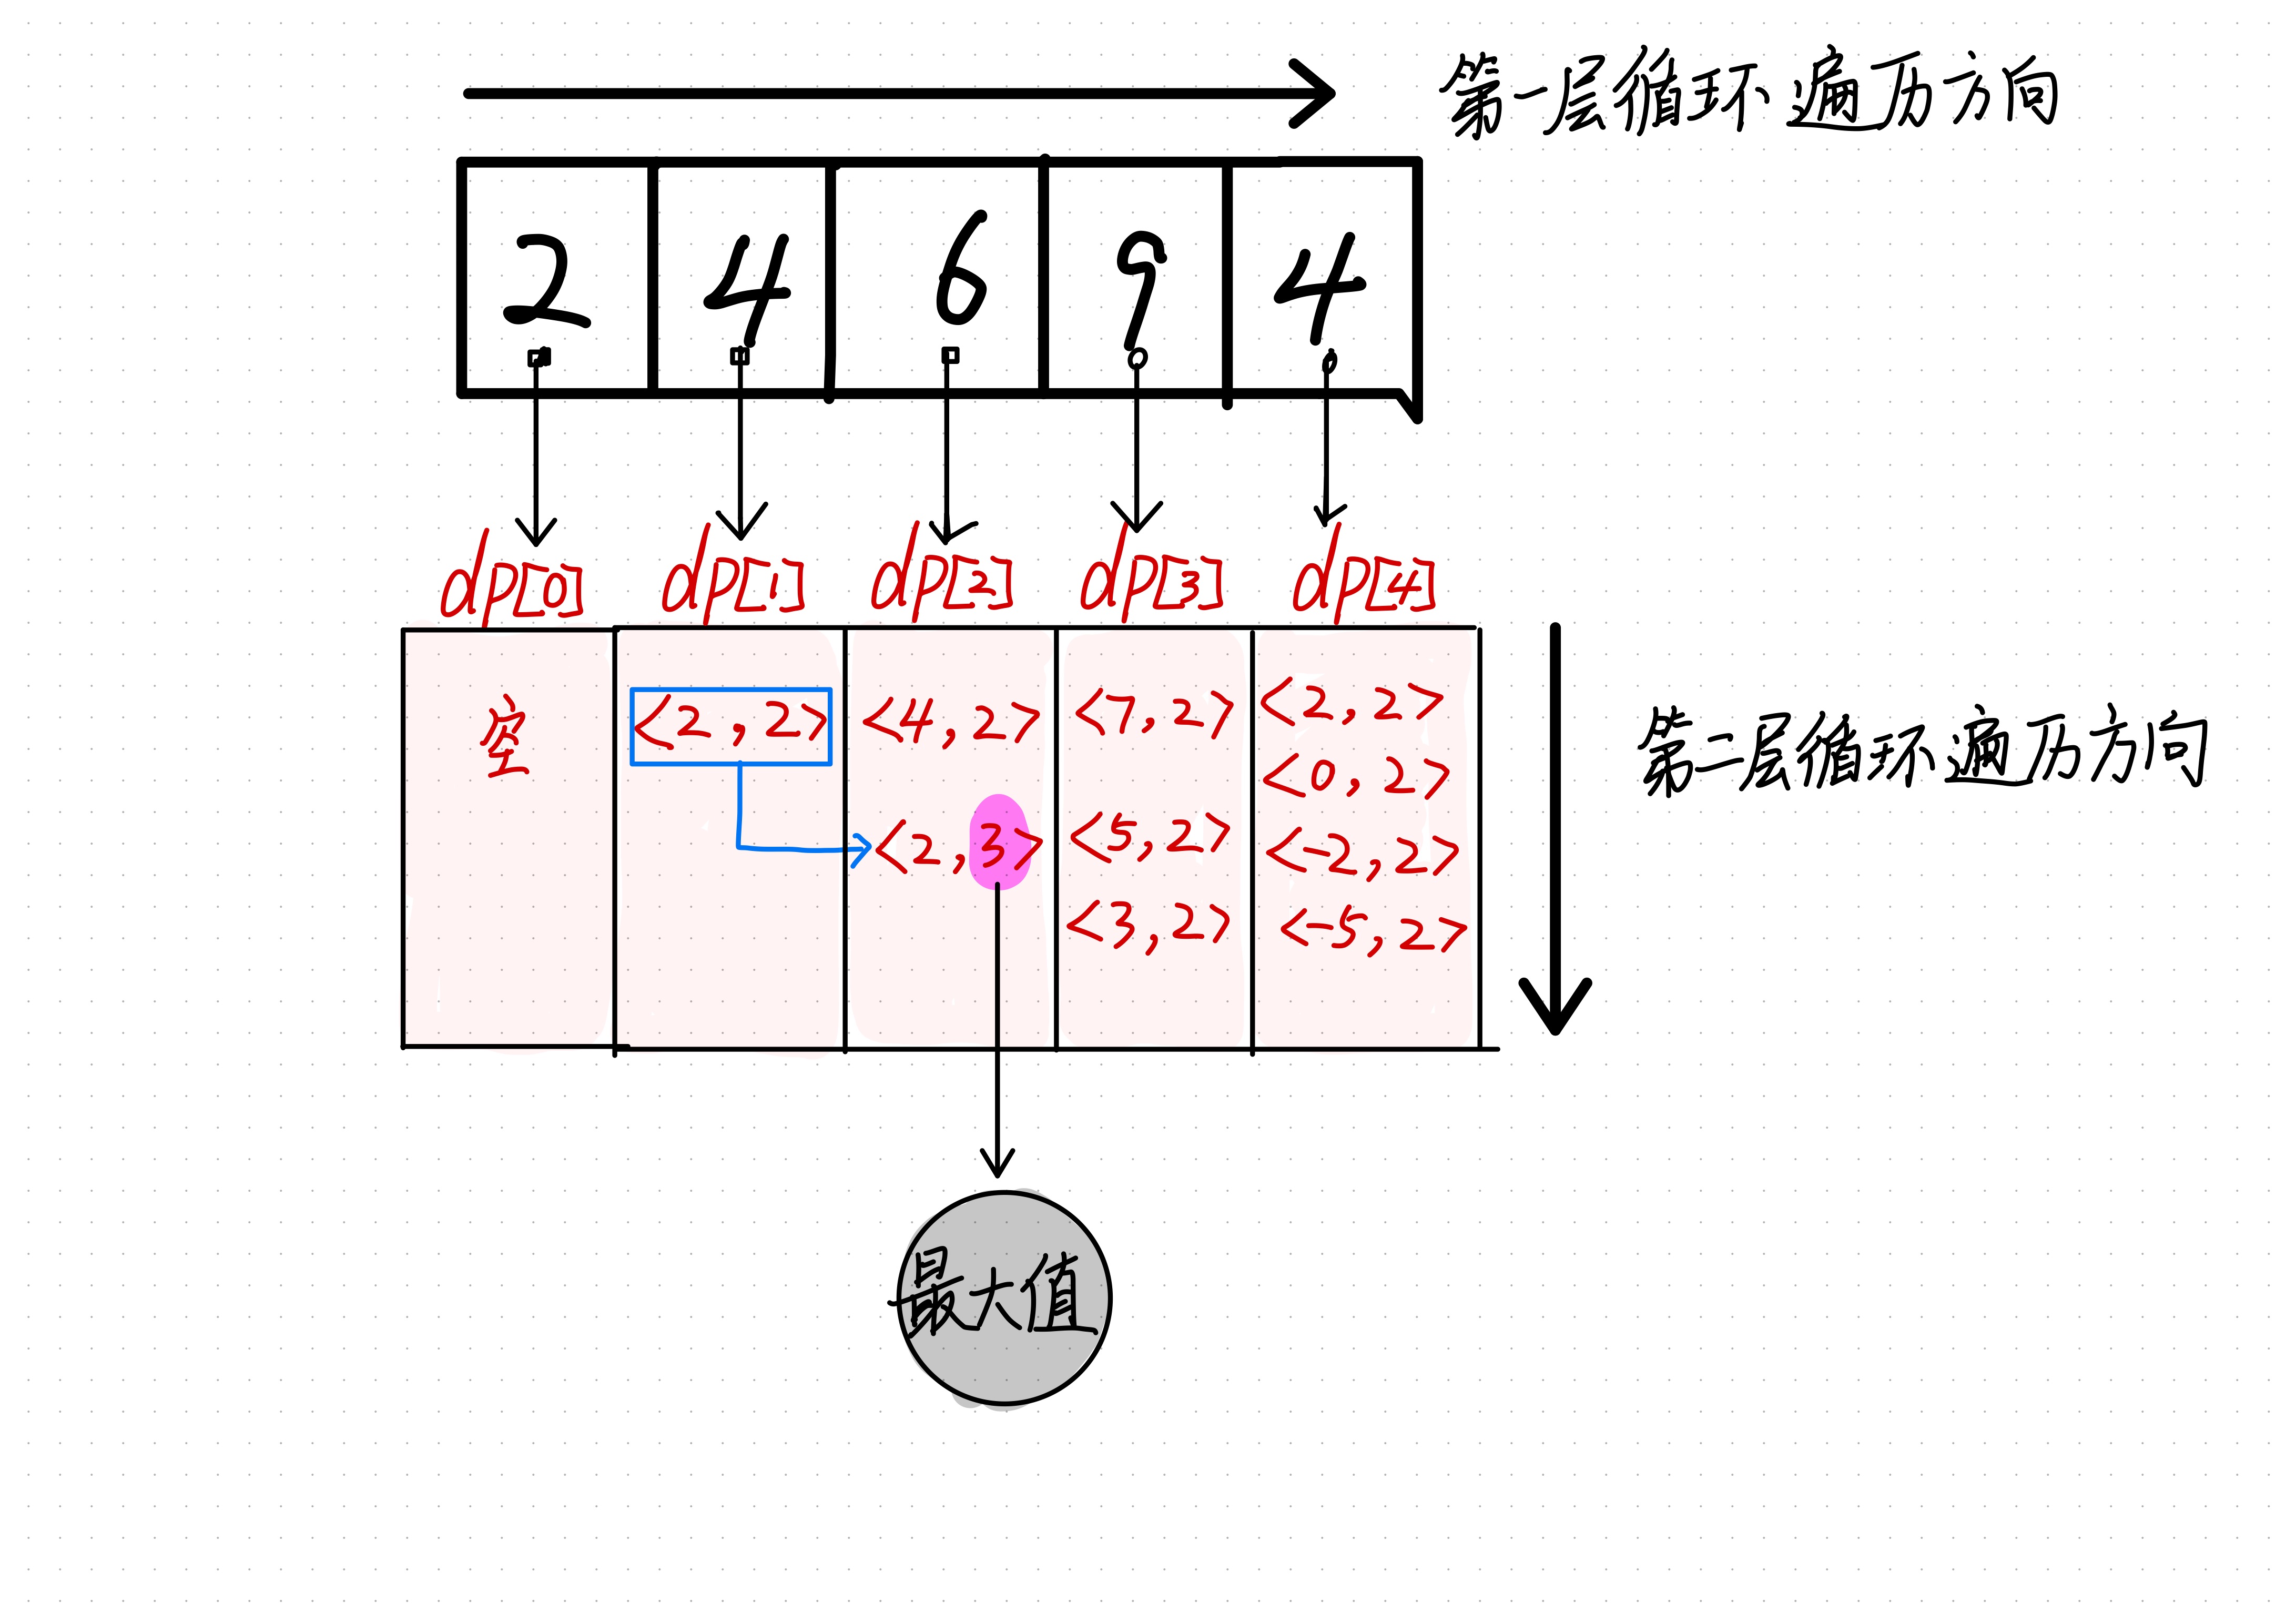 第一层循环遍历方向
2 4 6 9 4
dp[0] dp[1] dp[2] dp[3] dp[4]
空 <2,2> <4,2> <7,2> <2,2>
<0,2>
<2,3> <5,2> <-2,2>
<3,2> <-5,2>
第二层循环遍历方向
最大值